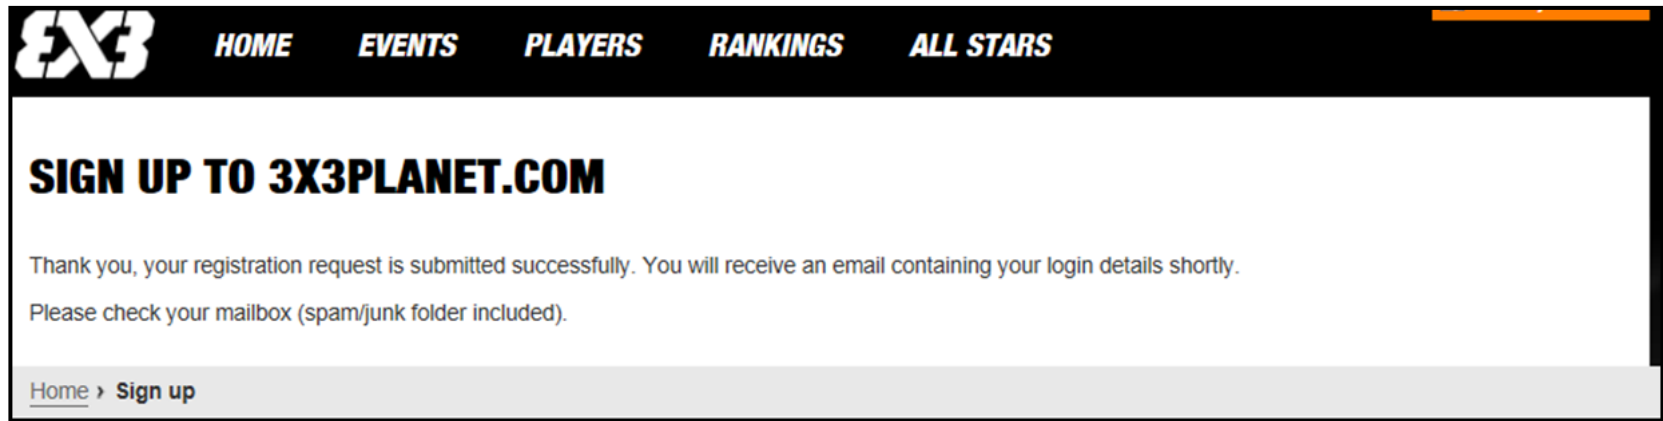 3X3
HOME EVENTS PLAYERS RANKINGS ALL STARS
SIGN UP TO 3X3PLANET.COM
Thank you, your registration request is submitted successfully. You will receive an email containing your login details shortly.
Please check your mailbox (spam/junk folder included).
Home › Sign up